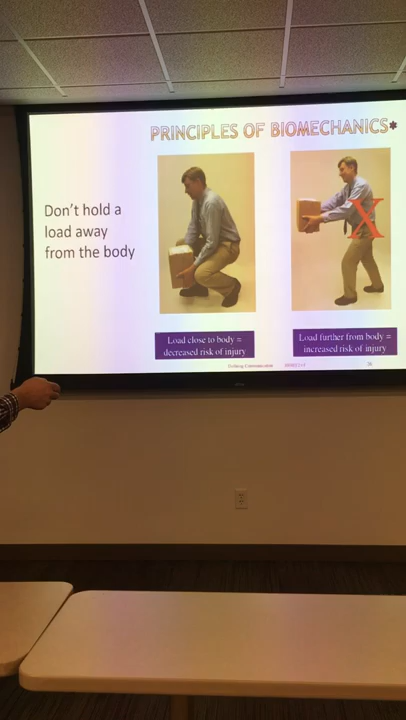 PRINCIPLES OF BIOMECHANICS*
Don't hold a
load away
from the body
X
Load close to body =
decreased risk of injury
Load further from body =
increased risk of injury